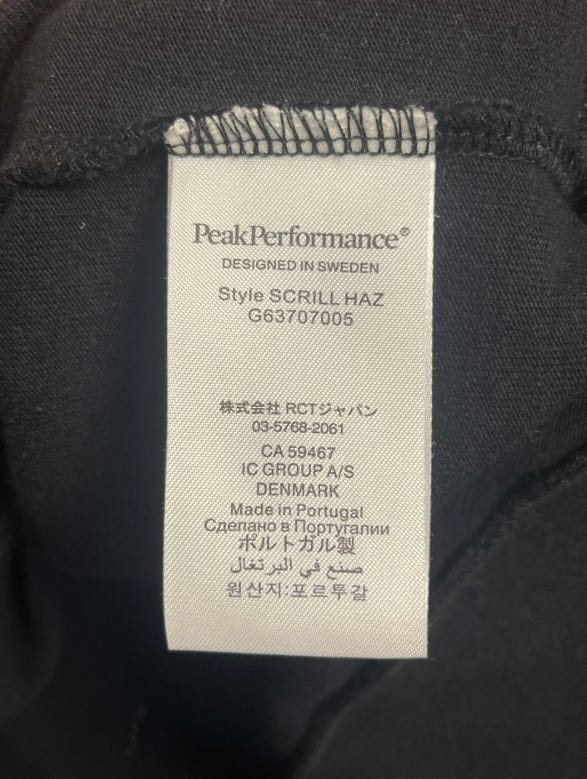 PeakPerformance®
DESIGNED IN SWEDEN
Style SCRILL HAZ
G63707005
株式会社 RCTジャパン
03-5768-2061
CA 59467
IC GROUP A/S
DENMARK
Made in Portugal
Сделано в Португалии
ポルトガル製
صنع في البرتغال
원산지:포르투갈